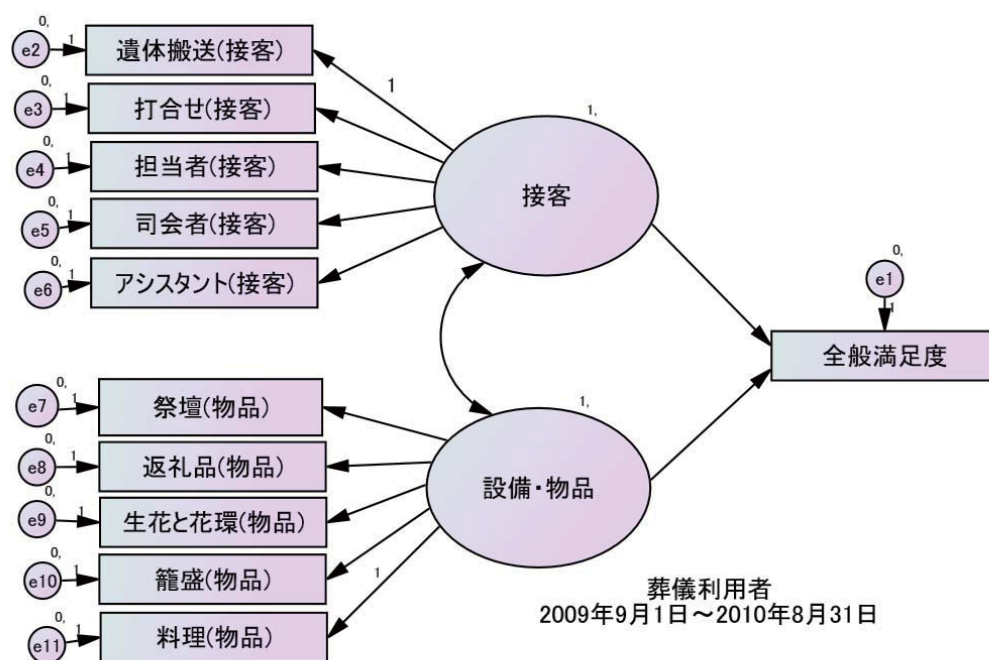 0,
e2
1
遺体搬送(接客)
0,
e3
1
打合せ(接客)
0,
e4
1
担当者(接客)
0,
e5
1
司会者(接客)
0,
e6
1
アシスタント(接客)
1
1,
接客
0,
e1
1
全般満足度
0,
e7
1
祭壇(物品)
0,
e8
1
返礼品(物品)
0,
e9
1
生花と花環(物品)
0,
e10
1
籠盛(物品)
0,
e11
1
料理(物品)
1
1,
設備・物品
葬儀利用者
2009年9月1日～2010年8月31日